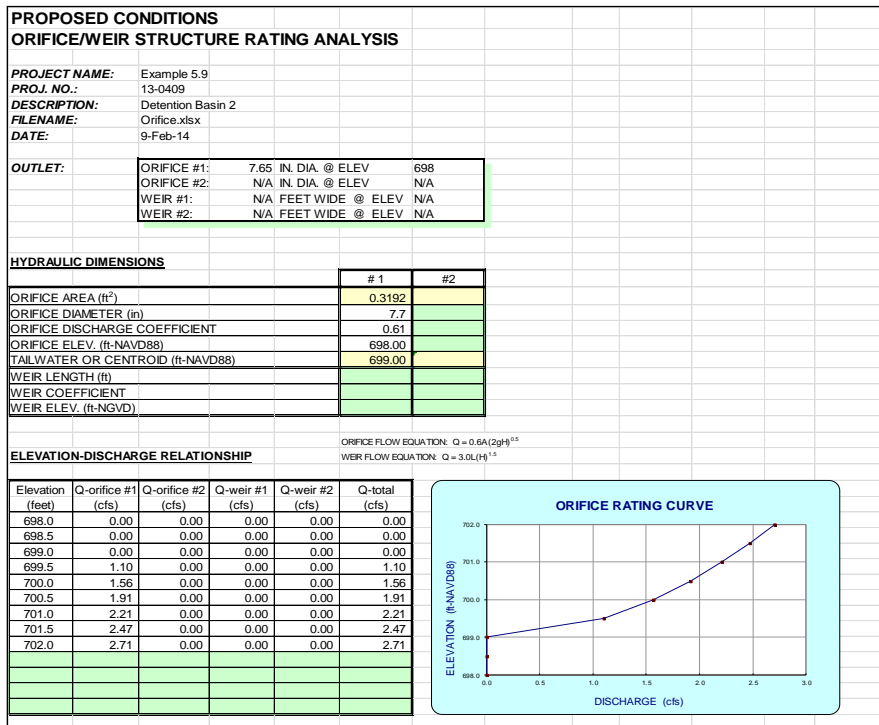 PROPOSED CONDITIONS
ORIFICE/WEIR STRUCTURE RATING ANALYSIS
PROJECT NAME: Example 5.9
PROJ. NO.: 13-0409
DESCRIPTION: Detention Basin 2
FILENAME: Orifice.xlsx
DATE: 9-Feb-14
OUTLET: ORIFICE #1: 7.65 IN. DIA. @ ELEV 698
ORIFICE #2: N/A IN. DIA. @ ELEV N/A
WEIR #1: N/A FEET WIDE @ ELEV N/A
WEIR #2: N/A FEET WIDE @ ELEV N/A
HYDRAULIC DIMENSIONS
# 1 #2
ORIFICE AREA (ft²) 0.3192
ORIFICE DIAMETER (in) 7.7
ORIFICE DISCHARGE COEFFICIENT 0.61
ORIFICE ELEV. (ft-NAVD88) 698.00
TAILWATER OR CENTROID (ft-NAVD88) 699.00
WEIR LENGTH (ft)
WEIR COEFFICIENT
WEIR ELEV. (ft-NGVD)
ORIFICE FLOW EQUATION: Q = 0.6A(2gH)^0.5
ELEVATION-DISCHARGE RELATIONSHIP WEIR FLOW EQUATION: Q = 3.0L(H)^1.5
Elevation Q-orifice #1 Q-orifice #2 Q-weir #1 Q-weir #2 Q-total
(feet) (cfs) (cfs) (cfs) (cfs) (cfs)
698.0 0.00 0.00 0.00 0.00 0.00
698.5 0.00 0.00 0.00 0.00 0.00
699.0 0.00 0.00 0.00 0.00 0.00
699.5 1.10 0.00 0.00 0.00 1.10
700.0 1.56 0.00 0.00 0.00 1.56
700.5 1.91 0.00 0.00 0.00 1.91
701.0 2.21 0.00 0.00 0.00 2.21
701.5 2.47 0.00 0.00 0.00 2.47
702.0 2.71 0.00 0.00 0.00 2.71
ORIFICE RATING CURVE
ELEVATION (ft-NAVD88)
702.0
701.0
700.0
699.0
698.0
0.0 0.5 1.0 1.5 2.0 2.5 3.0
DISCHARGE (cfs)